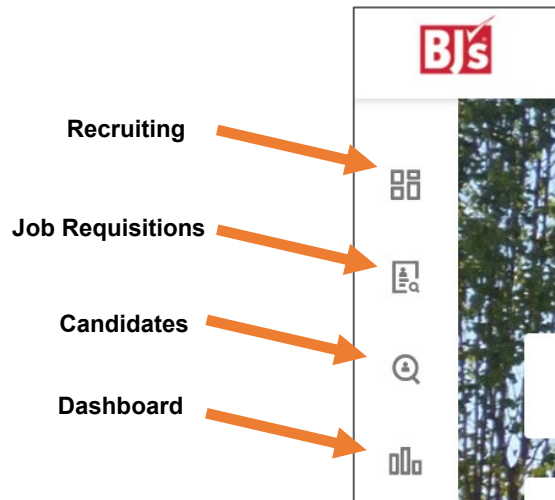 BJ's
Recruiting
Job Requisitions
Candidates
Dashboard